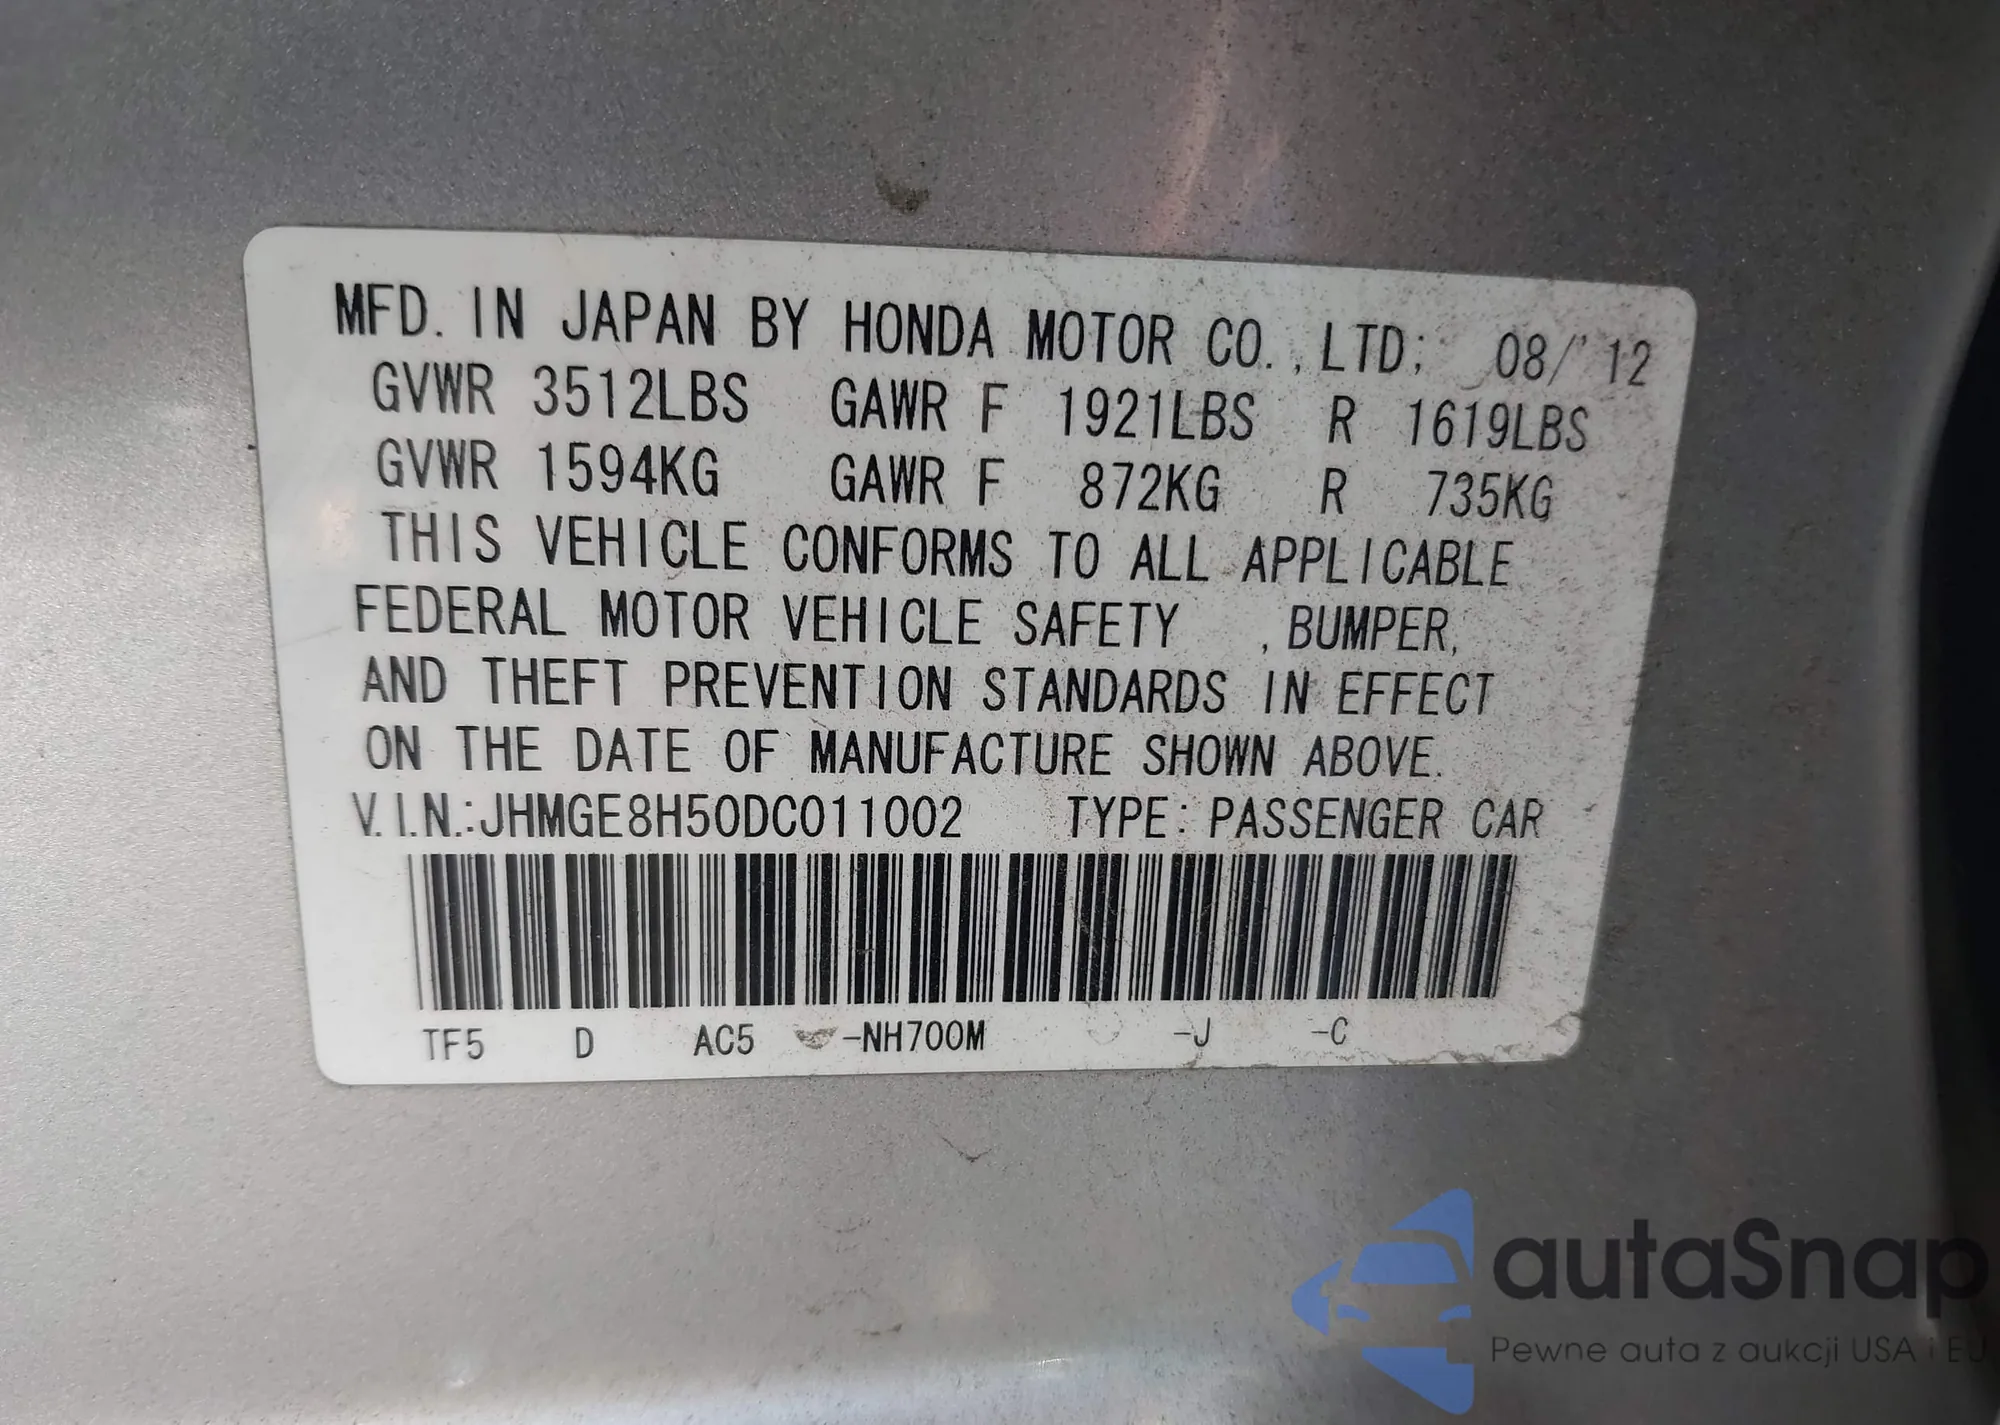 MFD. IN JAPAN BY HONDA MOTOR CO.,LTD; 08/'12
GVWR 3512LBS GAWR F 1921LBS R 1619LBS
GVWR 1594KG GAWR F 872KG R 735KG
THIS VEHICLE CONFORMS TO ALL APPLICABLE
FEDERAL MOTOR VEHICLE SAFETY ,BUMPER,
AND THEFT PREVENTION STANDARDS IN EFFECT
ON THE DATE OF MANUFACTURE SHOWN ABOVE.
V.I.N.:JHMGE8H50DC011002 TYPE: PASSENGER CAR
TF5 D AC5 -NH700M -J -C
autaSnap
Pewne auta z aukcji USA i EU